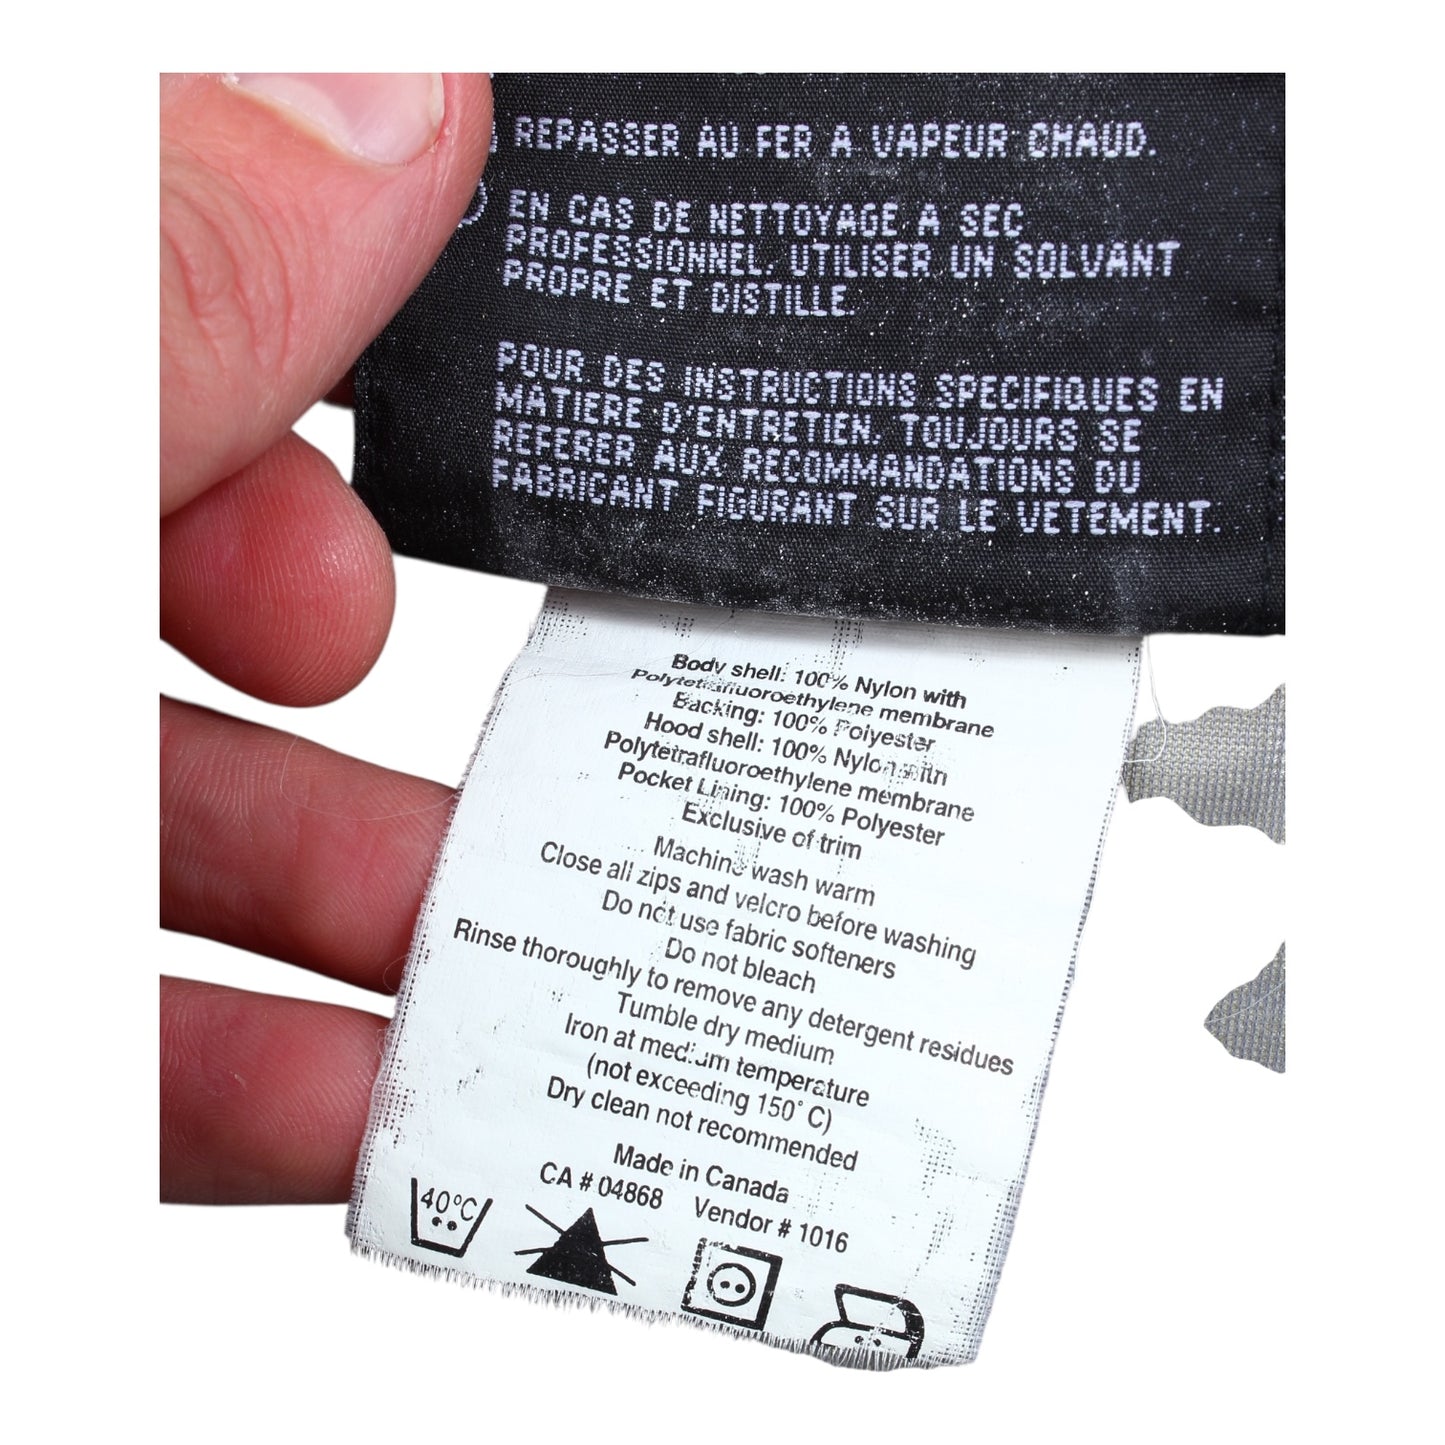 REPASSER AU FER A VAPEUR CHAUD.
EN CAS DE NETTOYAGE A SEC
PROFESSIONNEL, UTILISER UN SOLVANT
PROPRE ET DISTILLE.
POUR DES INSTRUCTIONS SPECIFIQUES EN
MATIERE D'ENTRETIEN, TOUJOURS SE
REFERER AUX RECOMMANDATIONS DU
FABRICANT FIGURANT SUR LE VETEMENT.
Body shell: 100% Nylon with
Polytetrafluoroethylene membrane
Backing: 100% Polyester
Hood shell: 100% Nylon with
Polytetrafluoroethylene membrane
Pocket Lining: 100% Polyester
Exclusive of trim
Machine wash warm
Close all zips and velcro before washing
Do not use fabric softeners
Do not bleach
Rinse thoroughly to remove any detergent residues
Tumble dry medium
Iron at medium temperature
(not exceeding 150° C)
Dry clean not recommended
Made in Canada
CA # 04868 Vendor # 1016
40°C